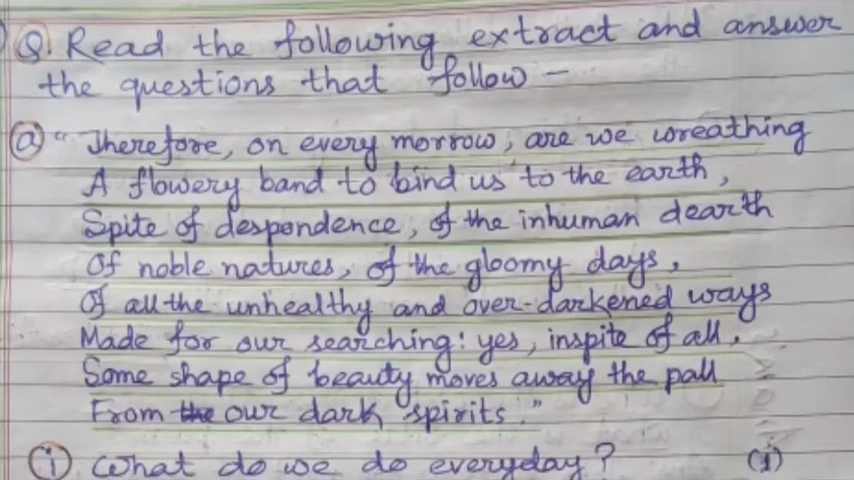 Q. Read the following extract and answer
the questions that follow –
(a) "Therefore, on every morrow, are we wreathing
A flowery band to bind us to the earth,
Spite of despondence, of the inhuman dearth
Of noble natures, of the gloomy days,
Of all the unhealthy and over-darkened ways
Made for our searching: yes, inspite of all,
Some shape of beauty moves away the pall
From the our dark spirits."
(i) What do we do everyday? (1)